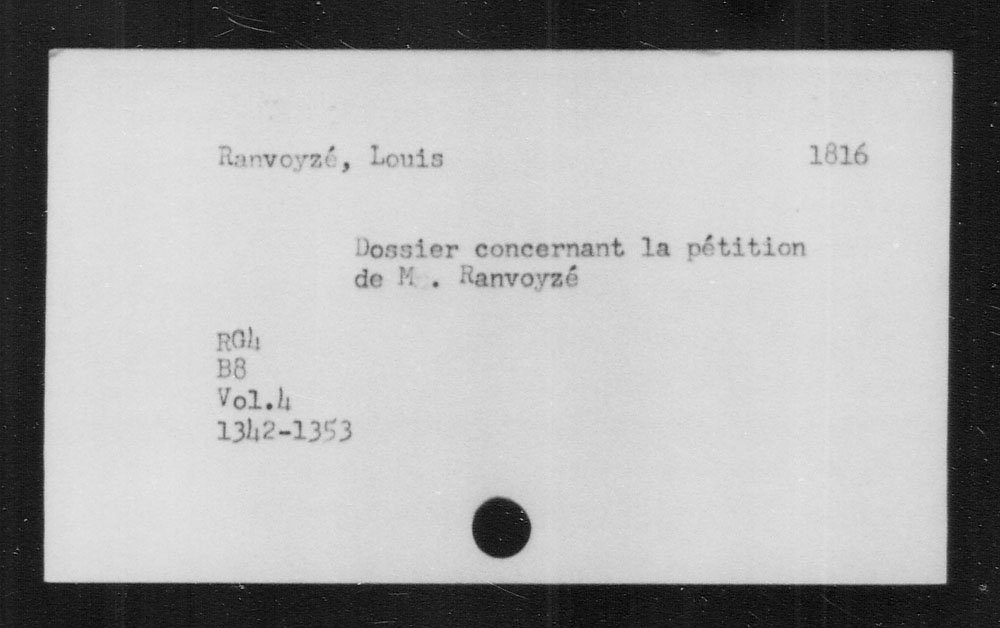 Ranvoyzé, Louis 1816
Dossier concernant la pétition
de M . Ranvoyzé
RG4
B8
Vol.4
1342-1353